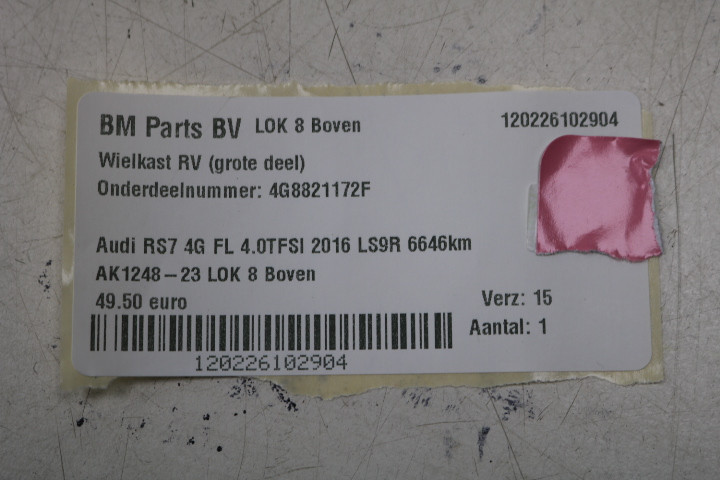 BM Parts BV LOK 8 Boven 120226102904
Wielkast RV (grote deel)
Onderdeelnummer: 4G8821172F
Audi RS7 4G FL 4.0TFSI 2016 LS9R 6646km
AK1248-23 LOK 8 Boven
49.50 euro Verz: 15
Aantal: 1
120226102904